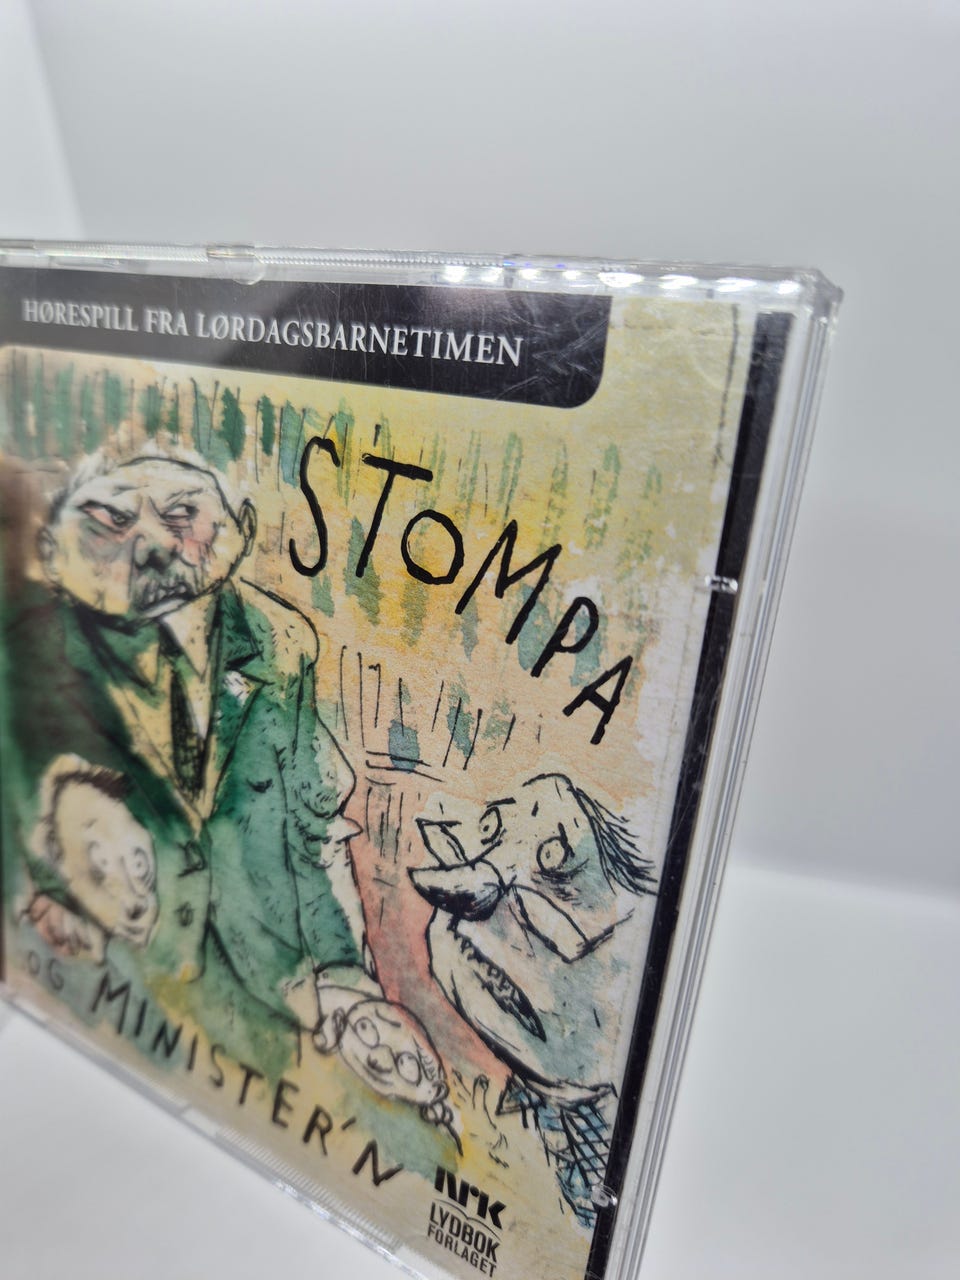 HØRESPILL FRA LØRDAGSBARNETIMEN
STOMPA
OG MINISTER'N
NRK
LYDBOK
FORLAGET